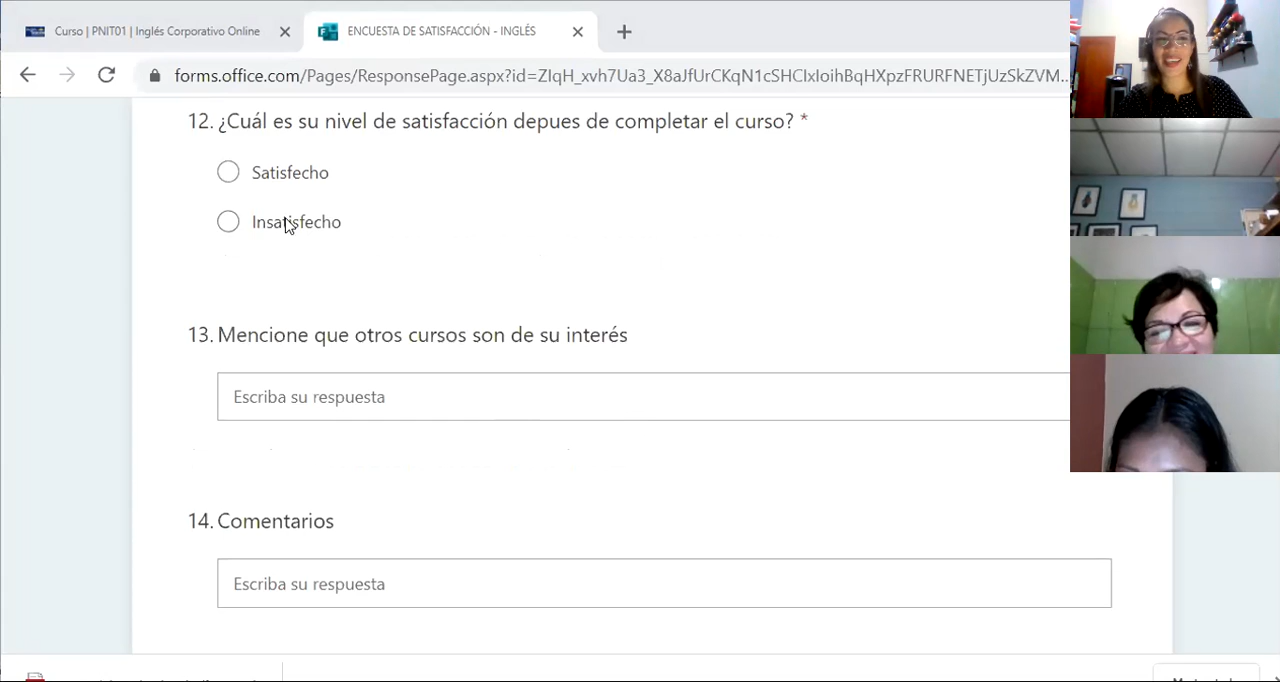 Curso | PNIT01 | Inglés Corporativo Online
ENCUESTA DE SATISFACCIÓN - INGLÉS
forms.office.com/Pages/ResponsePage.aspx?id=ZIqH_xvh7Ua3_X8aJfUrCKqN1cSHClxIoihBqHXpzFRURFNETjUzSkZVM...
12. ¿Cuál es su nivel de satisfacción depues de completar el curso? *
Satisfecho
Insatisfecho
13. Mencione que otros cursos son de su interés
Escriba su respuesta
14. Comentarios
Escriba su respuesta